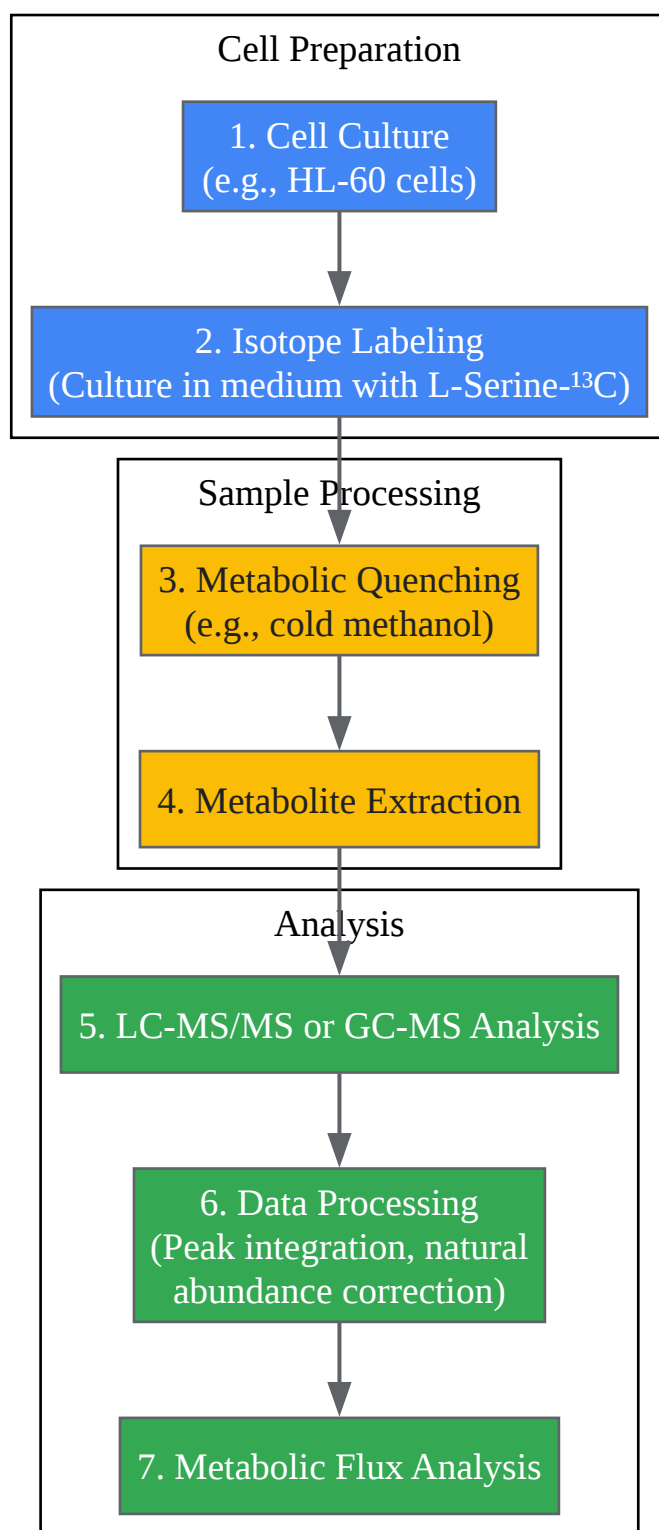 Cell Preparation
1. Cell Culture
(e.g., HL-60 cells)
2. Isotope Labeling
(Culture in medium with L-Serine-¹³C)
Sample Processing
3. Metabolic Quenching
(e.g., cold methanol)
4. Metabolite Extraction
Analysis
5. LC-MS/MS or GC-MS Analysis
6. Data Processing
(Peak integration, natural
abundance correction)
7. Metabolic Flux Analysis